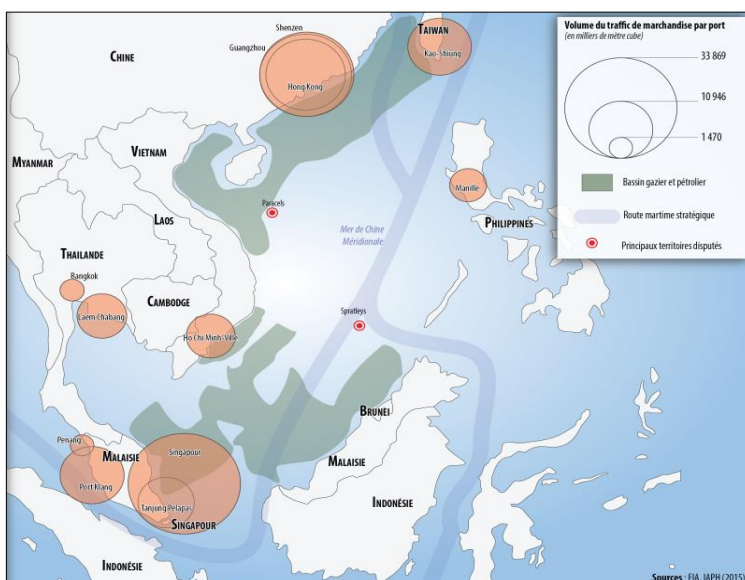 Volume du traffic de marchandise par port
(en milliers de mètre cube)
33 869
10 946
1 470
Bassin gazier et pétrolier
Route martime stratégique
Principaux territoires disputés
TAIWAN
Kao-Shiung
Shenzen
Guangzhou
Hong Kong
CHINE
VIETNAM
MYANMAR
LAOS
Paracels
Mer de Chine
Méridionale
Manille
PHILIPPINES
THAILANDE
Bangkok
Laem Chabang
CAMBODGE
Ho Chi Minh-Ville
Spratleys
BRUNEI
MALAISIE
INDONÉSIE
Penang
MALAISIE
Port Klang
Singapour
Tanjung Pelapas
SINGAPOUR
INDONÉSIE
Sources : EIA, IAPH (2015)